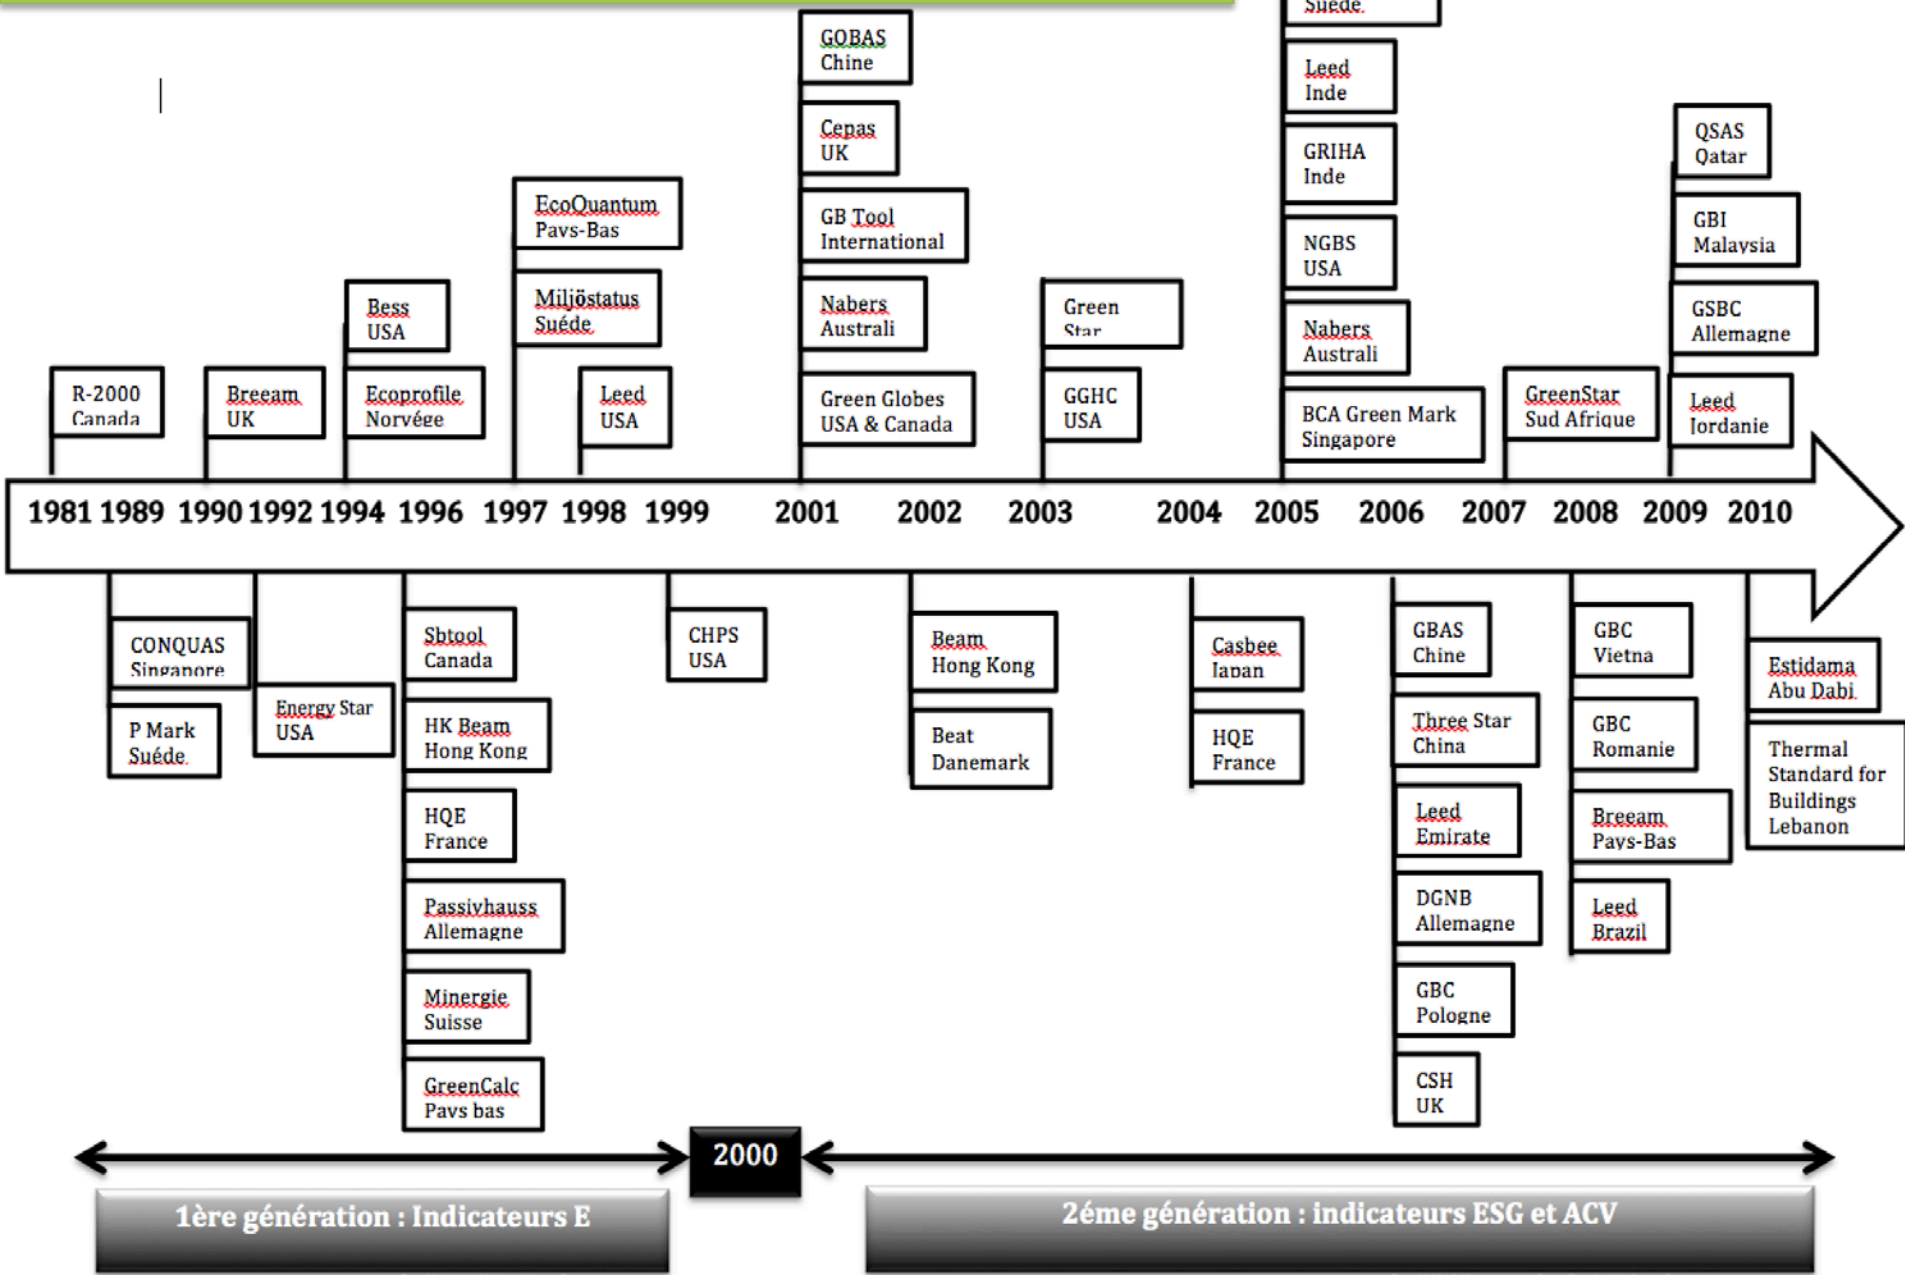 Suéde
GOBAS
Chine
Leed
Inde
Cepas
UK
QSAS
Qatar
GRIHA
Inde
EcoQuantum
Pays-Bas
GB Tool
International
NGBS
USA
GBI
Malaysia
Bess
USA
Miljöstatus
Suéde
Nabers
Australi
Green
Star
Nabers
Australi
GSBC
Allemagne
R-2000
Canada
Breeam
UK
Ecoprofile
Norvége
Leed
USA
Green Globes
USA & Canada
GGHC
USA
BCA Green Mark
Singapore
GreenStar
Sud Afrique
Leed
Jordanie
1981 1989 1990 1992 1994 1996 1997 1998 1999 2001 2002 2003 2004 2005 2006 2007 2008 2009 2010
CONQUAS
Singapore
P Mark
Suéde
Energy Star
USA
Sbtool
Canada
HK Beam
Hong Kong
HQE
France
Passivhauss
Allemagne
Minergie
Suisse
GreenCalc
Pays bas
CHPS
USA
Beam
Hong Kong
Beat
Danemark
Casbee
Japan
HQE
France
GBAS
Chine
Three Star
China
Leed
Emirate
DGNB
Allemagne
GBC
Pologne
CSH
UK
GBC
Vietna
GBC
Romanie
Breeam
Pays-Bas
Leed
Brazil
Estidama
Abu Dabi
Thermal
Standard for
Buildings
Lebanon
2000
1ère génération : Indicateurs E
2éme génération : indicateurs ESG et ACV